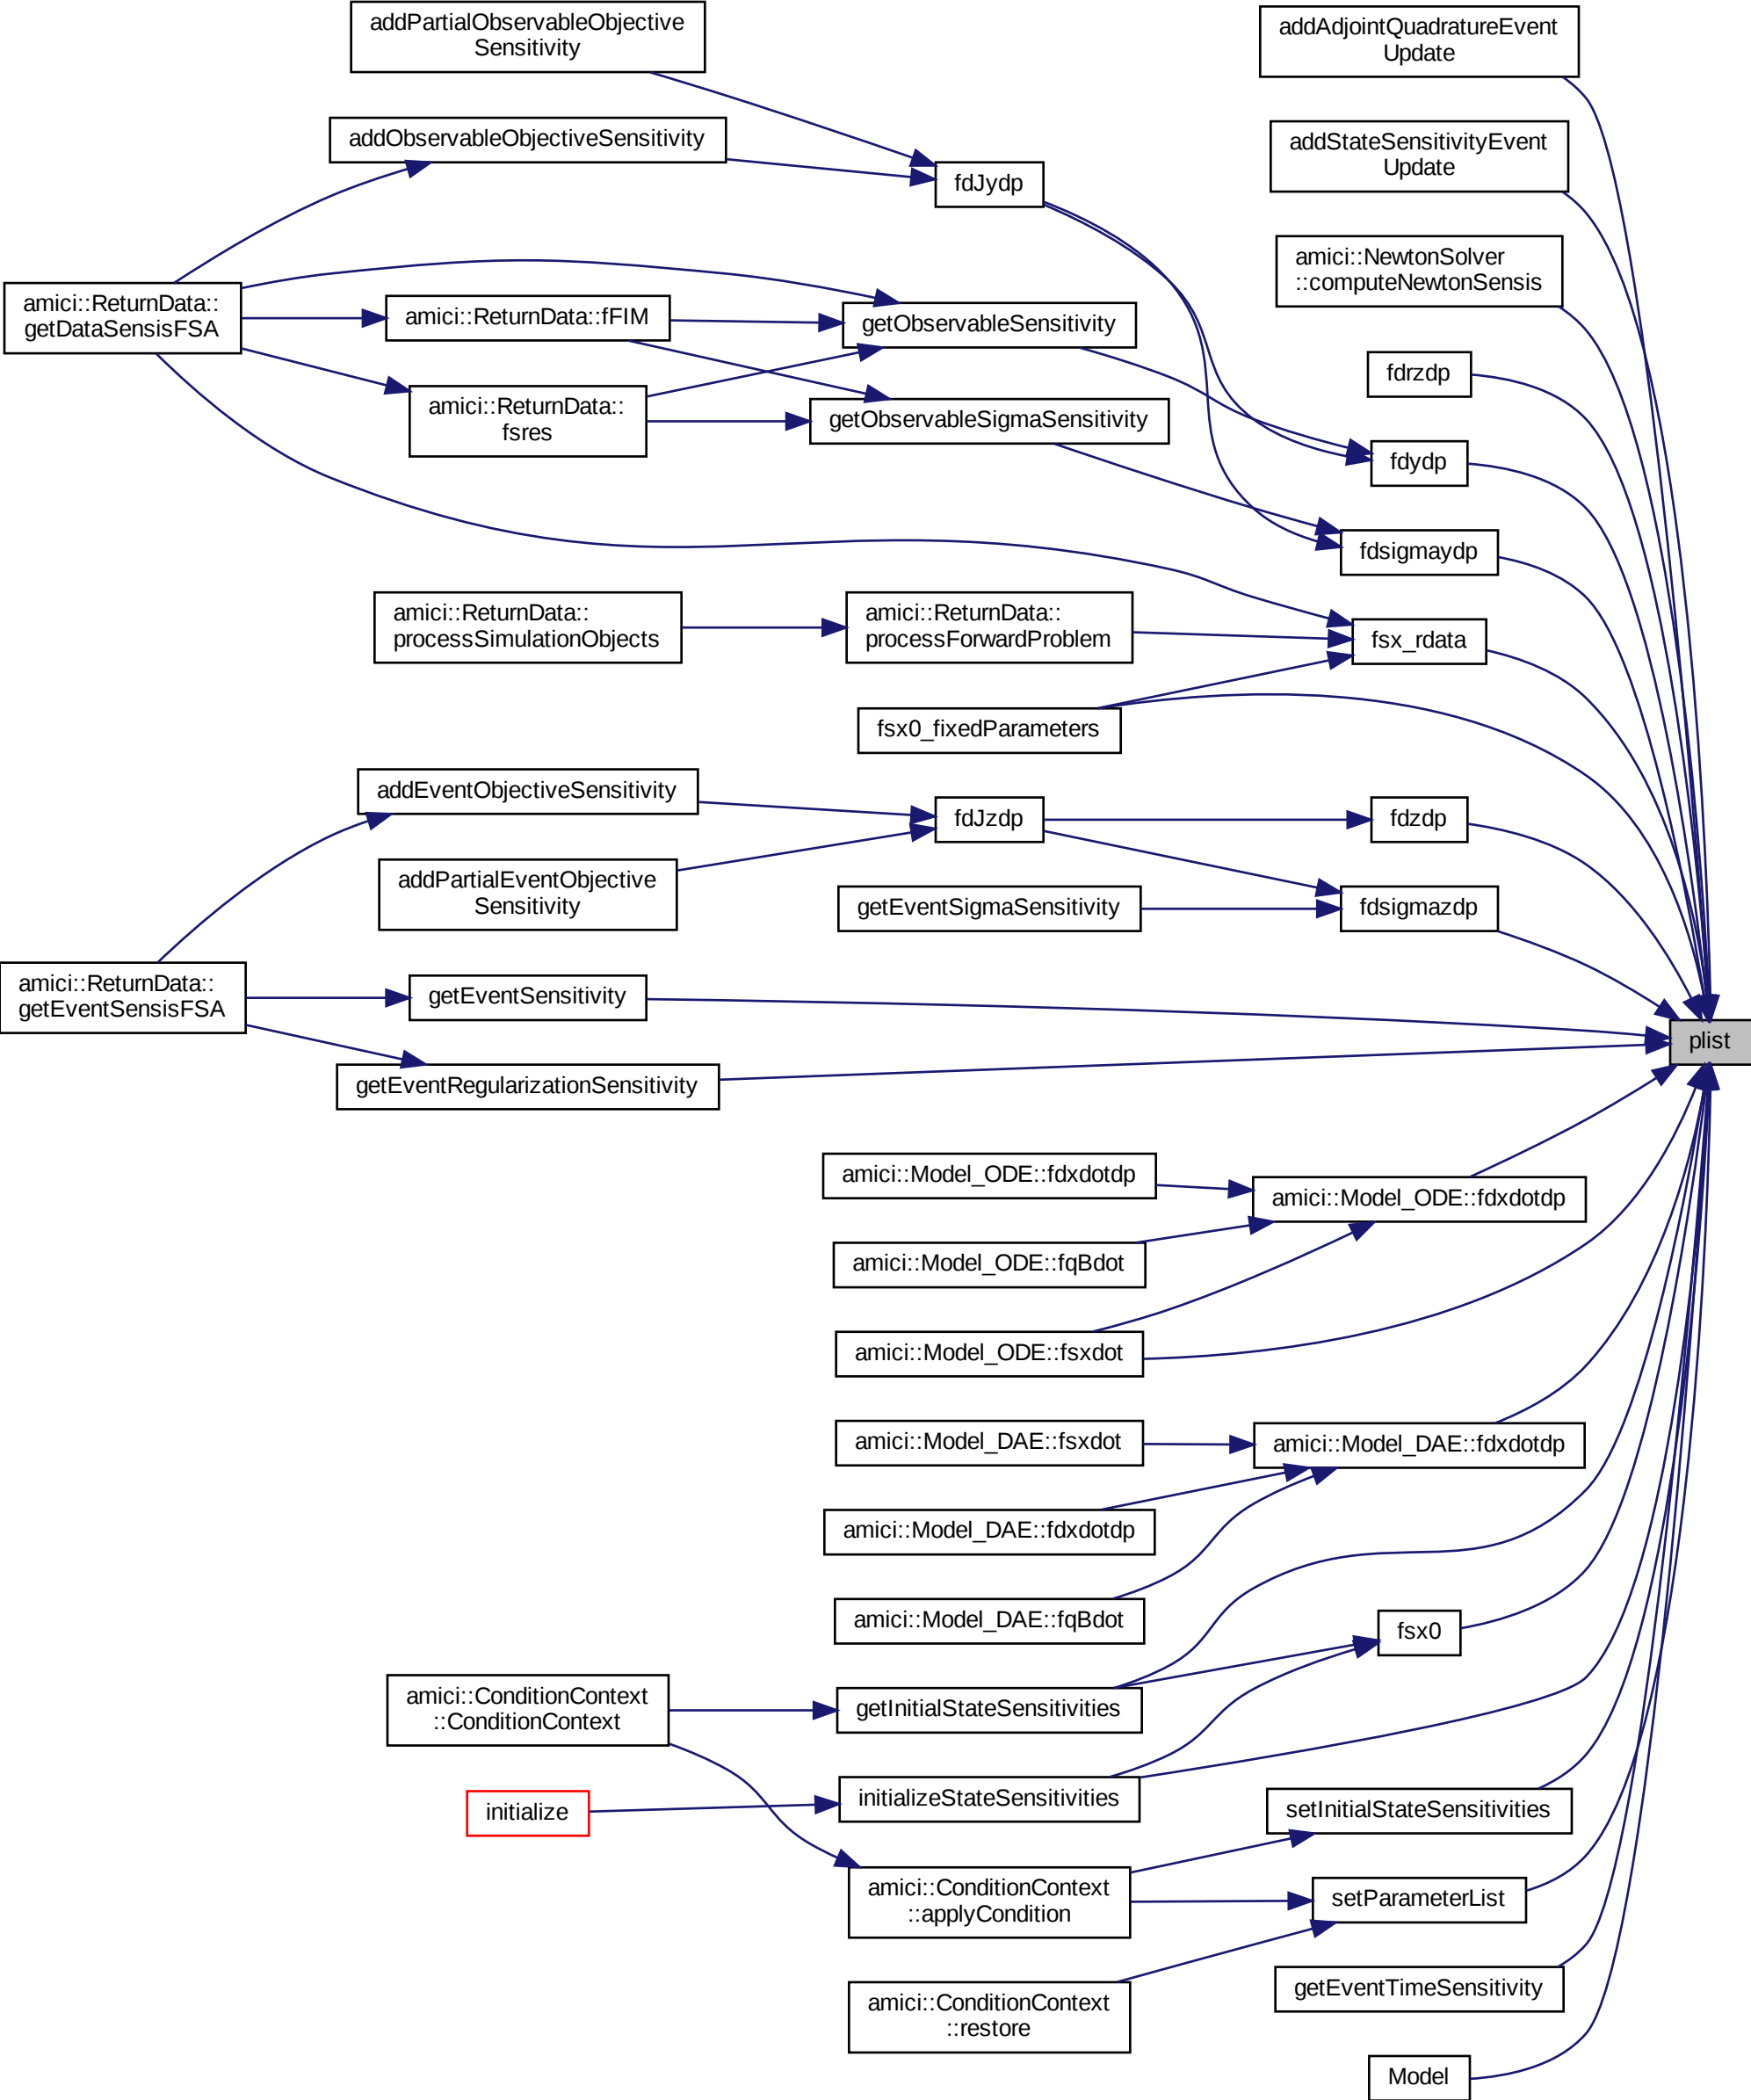 addPartialObservableObjective
Sensitivity
addAdjointQuadratureEvent
Update
addObservableObjectiveSensitivity
addStateSensitivityEvent
Update
fdJydp
amici::NewtonSolver
::computeNewtonSensis
amici::ReturnData::
getDataSensisFSA
amici::ReturnData::fFIM
getObservableSensitivity
fdrzdp
amici::ReturnData::
fsres
getObservableSigmaSensitivity
fdydp
fdsigmaydp
amici::ReturnData::
processSimulationObjects
amici::ReturnData::
processForwardProblem
fsx_rdata
fsx0_fixedParameters
addEventObjectiveSensitivity
fdJzdp
fdzdp
addPartialEventObjective
Sensitivity
getEventSigmaSensitivity
fdsigmazdp
amici::ReturnData::
getEventSensisFSA
getEventSensitivity
plist
getEventRegularizationSensitivity
amici::Model_ODE::fdxdotdp
amici::Model_ODE::fdxdotdp
amici::Model_ODE::fqBdot
amici::Model_ODE::fsxdot
amici::Model_DAE::fsxdot
amici::Model_DAE::fdxdotdp
amici::Model_DAE::fdxdotdp
amici::Model_DAE::fqBdot
fsx0
amici::ConditionContext
::ConditionContext
getInitialStateSensitivities
initialize
initializeStateSensitivities
setInitialStateSensitivities
amici::ConditionContext
::applyCondition
setParameterList
amici::ConditionContext
::restore
getEventTimeSensitivity
Model